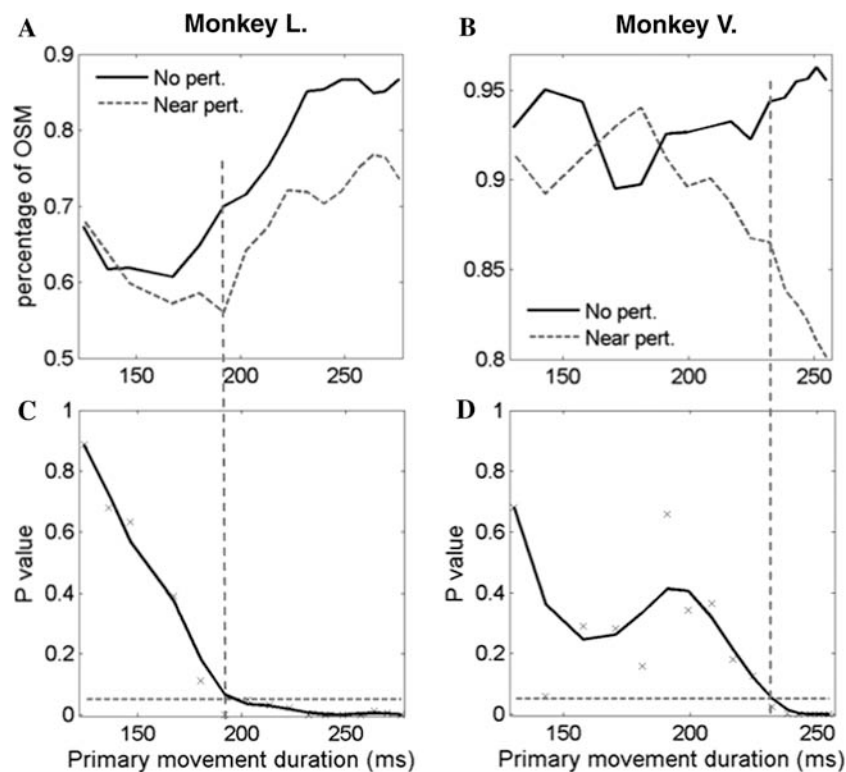 A Monkey L. B Monkey V.
0.9
0.8
0.7
0.6
0.5
percentage of OSM
No pert.
Near pert.
150 200 250
0.95
0.9
0.85
0.8
No pert.
Near pert.
150 200 250
C
1
0.8
0.6
0.4
0.2
0
P value
150 200 250
Primary movement duration (ms)
D
1
0.8
0.6
0.4
0.2
0
P value
150 200 250
Primary movement duration (ms)